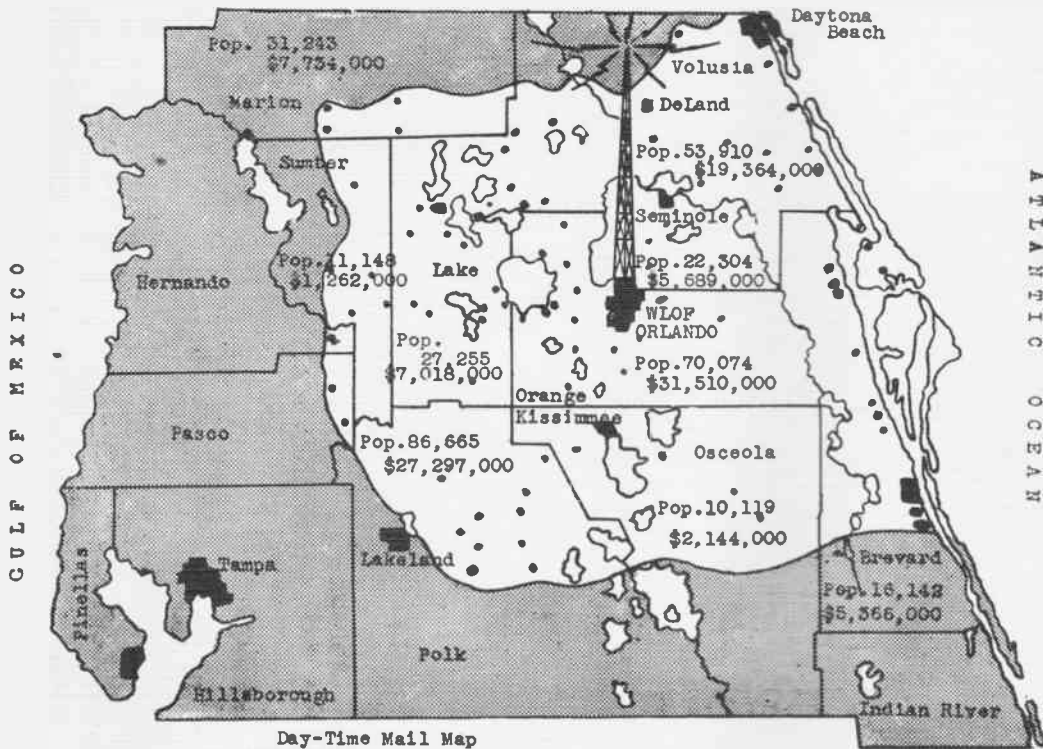 Daytona
Beach
Pop. 31,243
$7,734,000
Volusia
Marion
DeLand
Sumter
Pop.53,910
$19,364,000
Seminole
Pop.11,148
$1,262,000
Lake
Pop.22,304
$5,689,000
Hernando
WLOF
ORLANDO
Pop.
27,255
$7,018,000
Pop.70,074
$31,510,000
Orange
Kissimmee
Pasco
Pop.86,665
$27,297,000
Osceola
Pop.10,119
$2,144,000
Lakeland
Tampa
Brevard
Pop.16,142
$5,366,000
Pinellas
Polk
Hillsborough
Indian River
GULF OF MEXICO
ATLANTIC OCEAN
Day-Time Mail Map